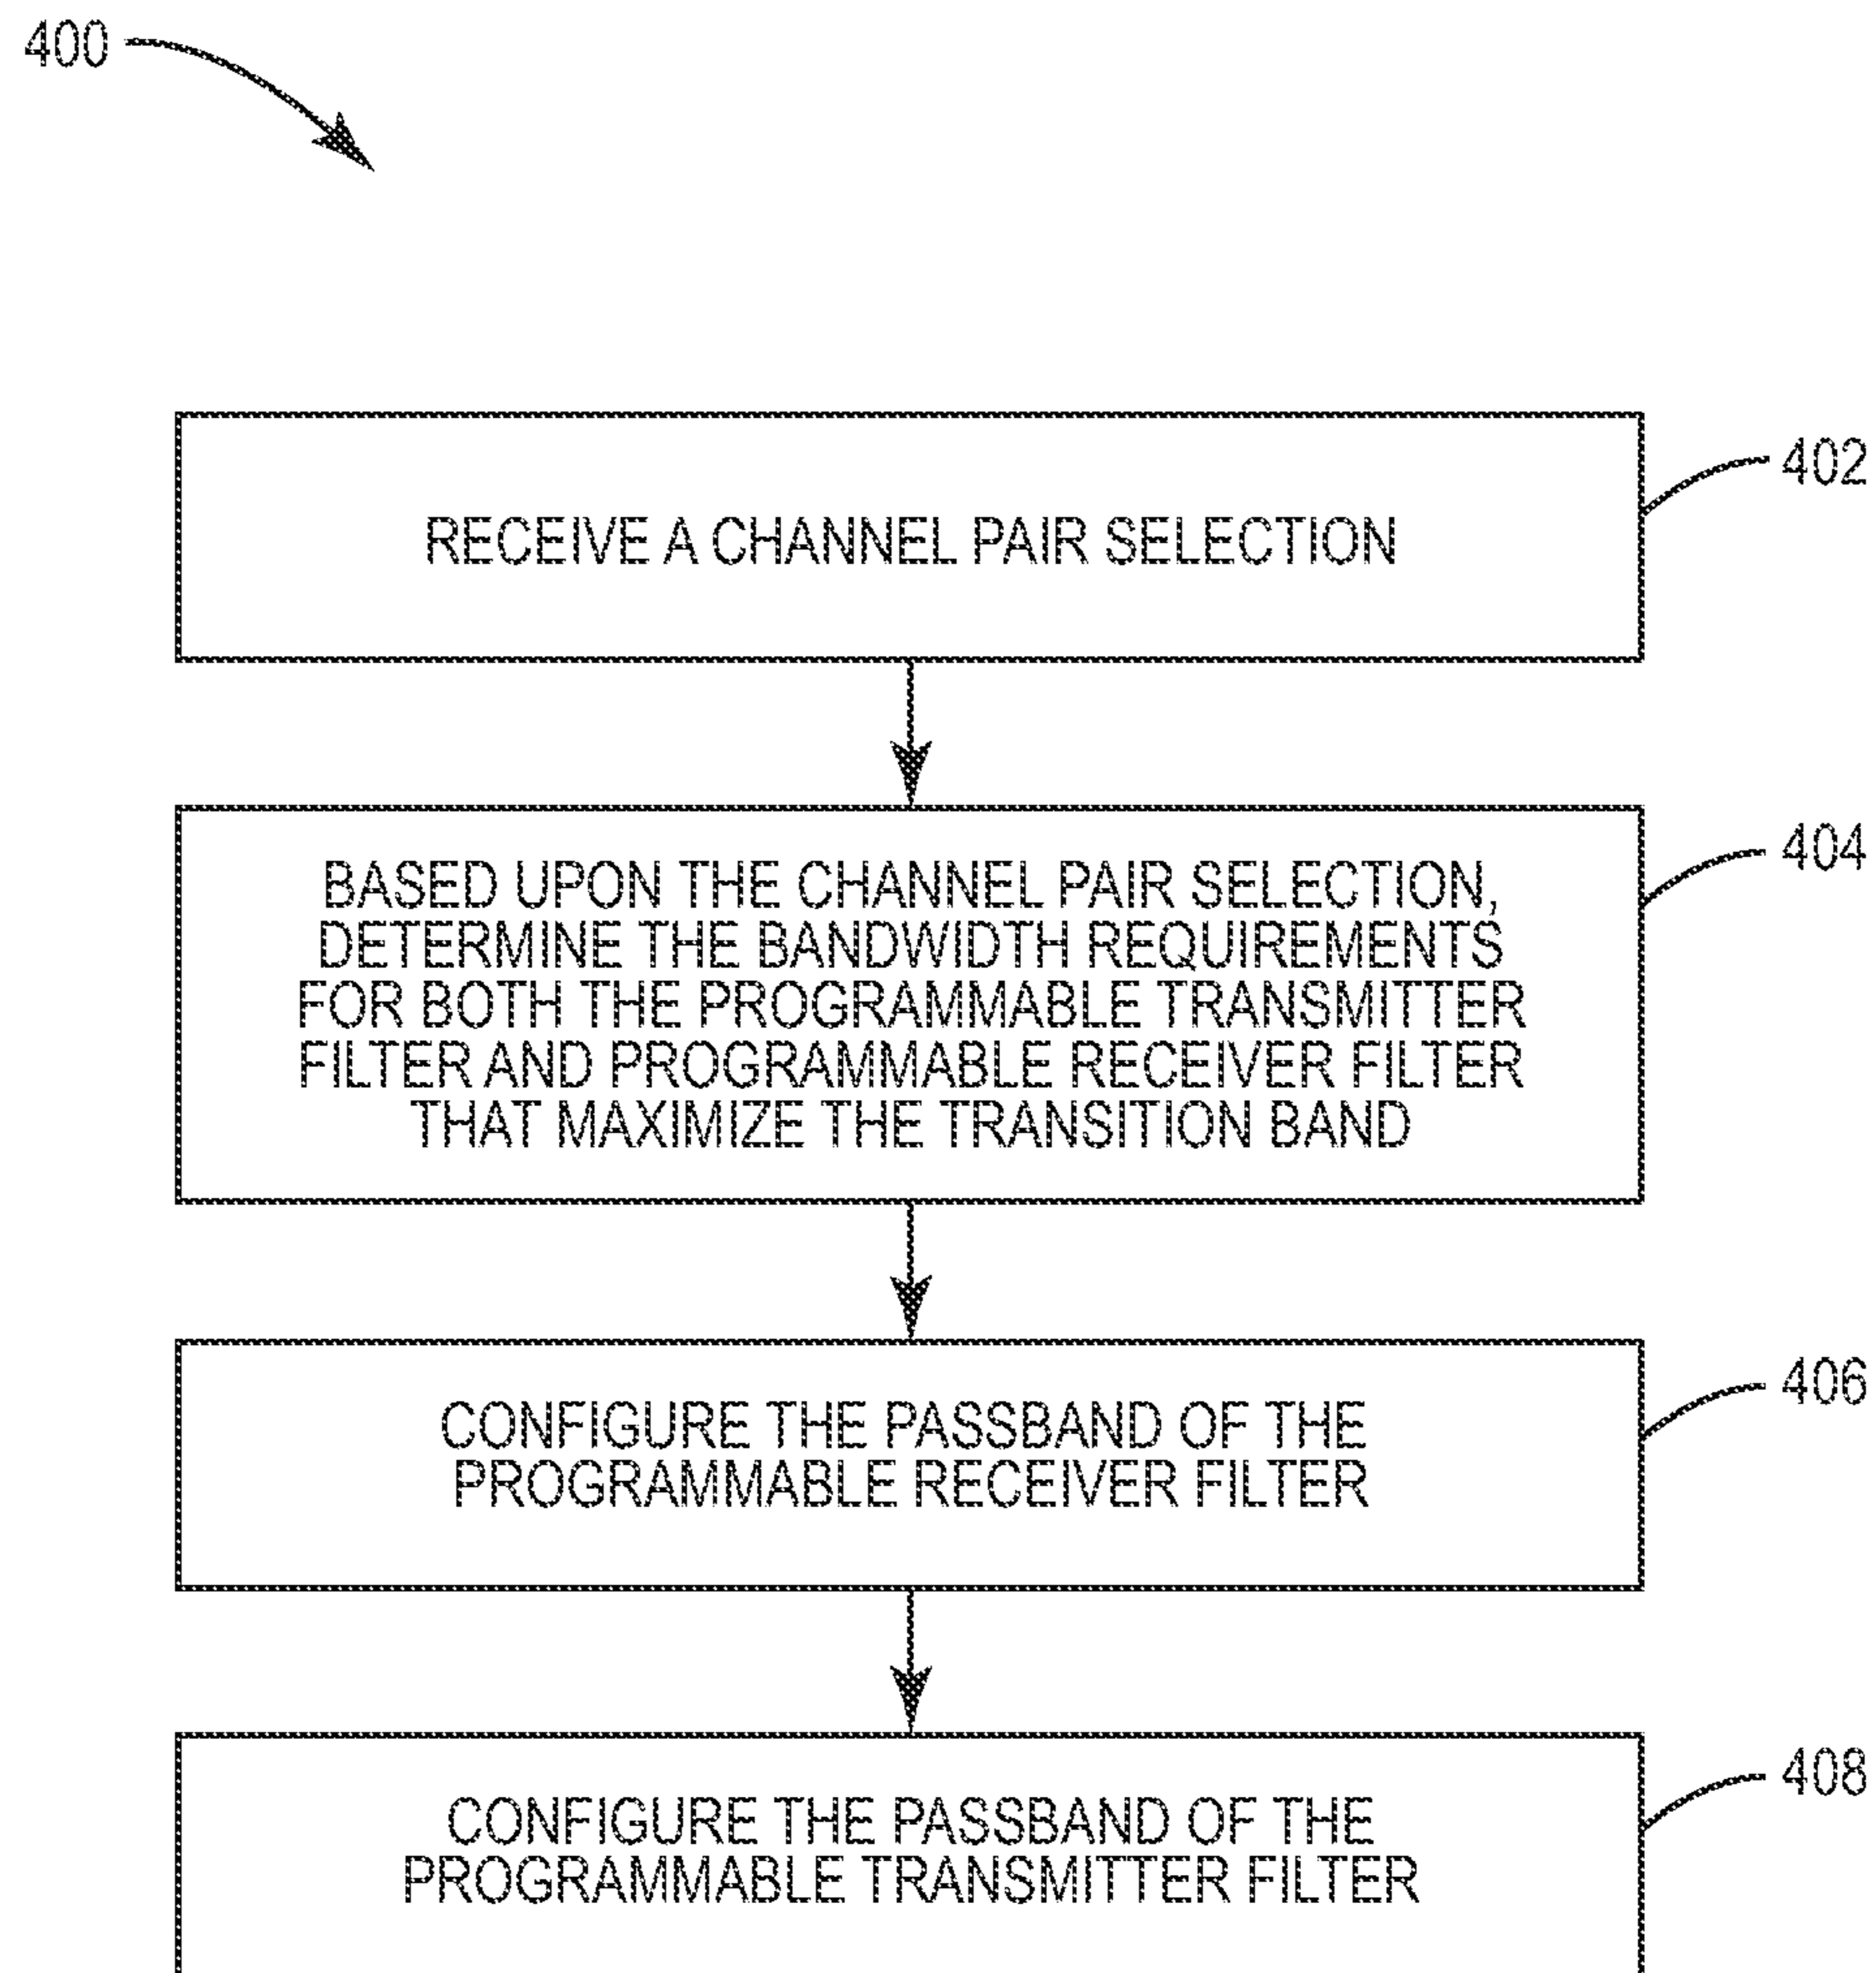 400
402
RECEIVE A CHANNEL PAIR SELECTION
404
BASED UPON THE CHANNEL PAIR SELECTION,
DETERMINE THE BANDWIDTH REQUIREMENTS
FOR BOTH THE PROGRAMMABLE TRANSMITTER
FILTER AND PROGRAMMABLE RECEIVER FILTER
THAT MAXIMIZE THE TRANSITION BAND
406
CONFIGURE THE PASSBAND OF THE
PROGRAMMABLE RECEIVER FILTER
408
CONFIGURE THE PASSBAND OF THE
PROGRAMMABLE TRANSMITTER FILTER